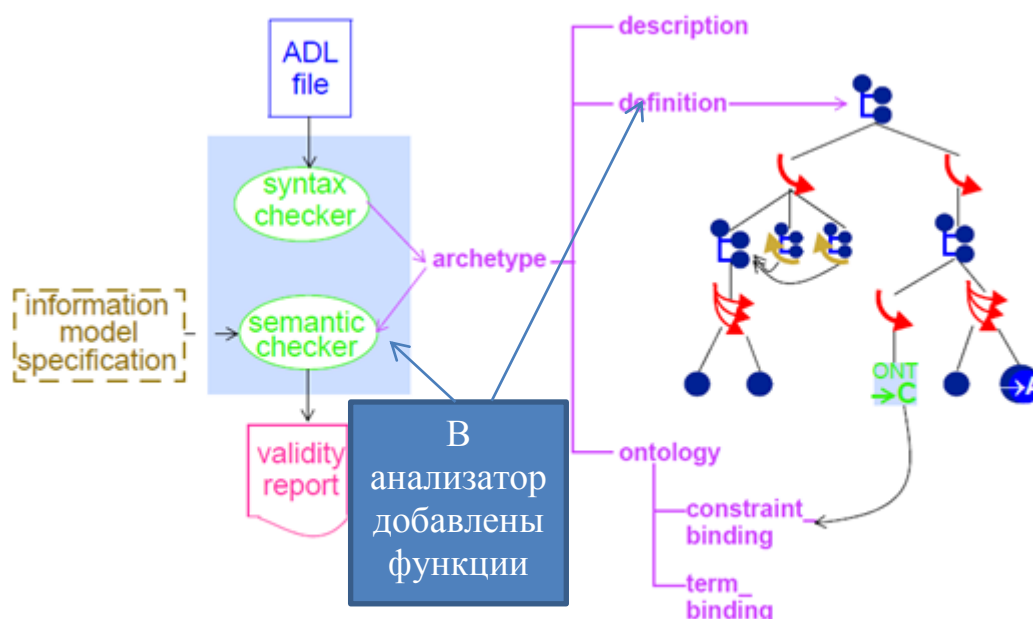 ADL
file
syntax
checker
information
model
specification
semantic
checker
validity
report
archetype
description
definition
ontology
constraint_
binding
term_
binding
ONT
→C
→A
В
анализатор
добавлены
функции